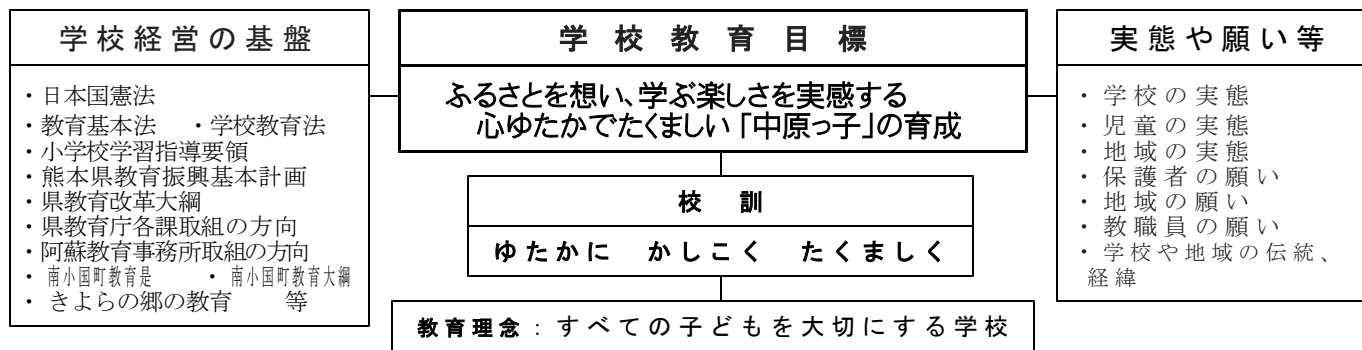 学校経営の基盤
・日本国憲法
・教育基本法 ・学校教育法
・小学校学習指導要領
・熊本県教育振興基本計画
・県教育改革大綱
・県教育庁各課取組の方向
・阿蘇教育事務所取組の方向
・南小国町教育是 ・南小国町教育大綱
・きよらの郷の教育 等
学校教育目標
ふるさとを想い、学ぶ楽しさを実感する
心ゆたかでたくましい「中原っ子」の育成
校訓
ゆたかに かしこく たくましく
教育理念：すべての子どもを大切にする学校
実態や願い等
・学校の実態
・児童の実態
・地域の実態
・保護者の願い
・地域の願い
・教職員の願い
・学校や地域の伝統、
経緯